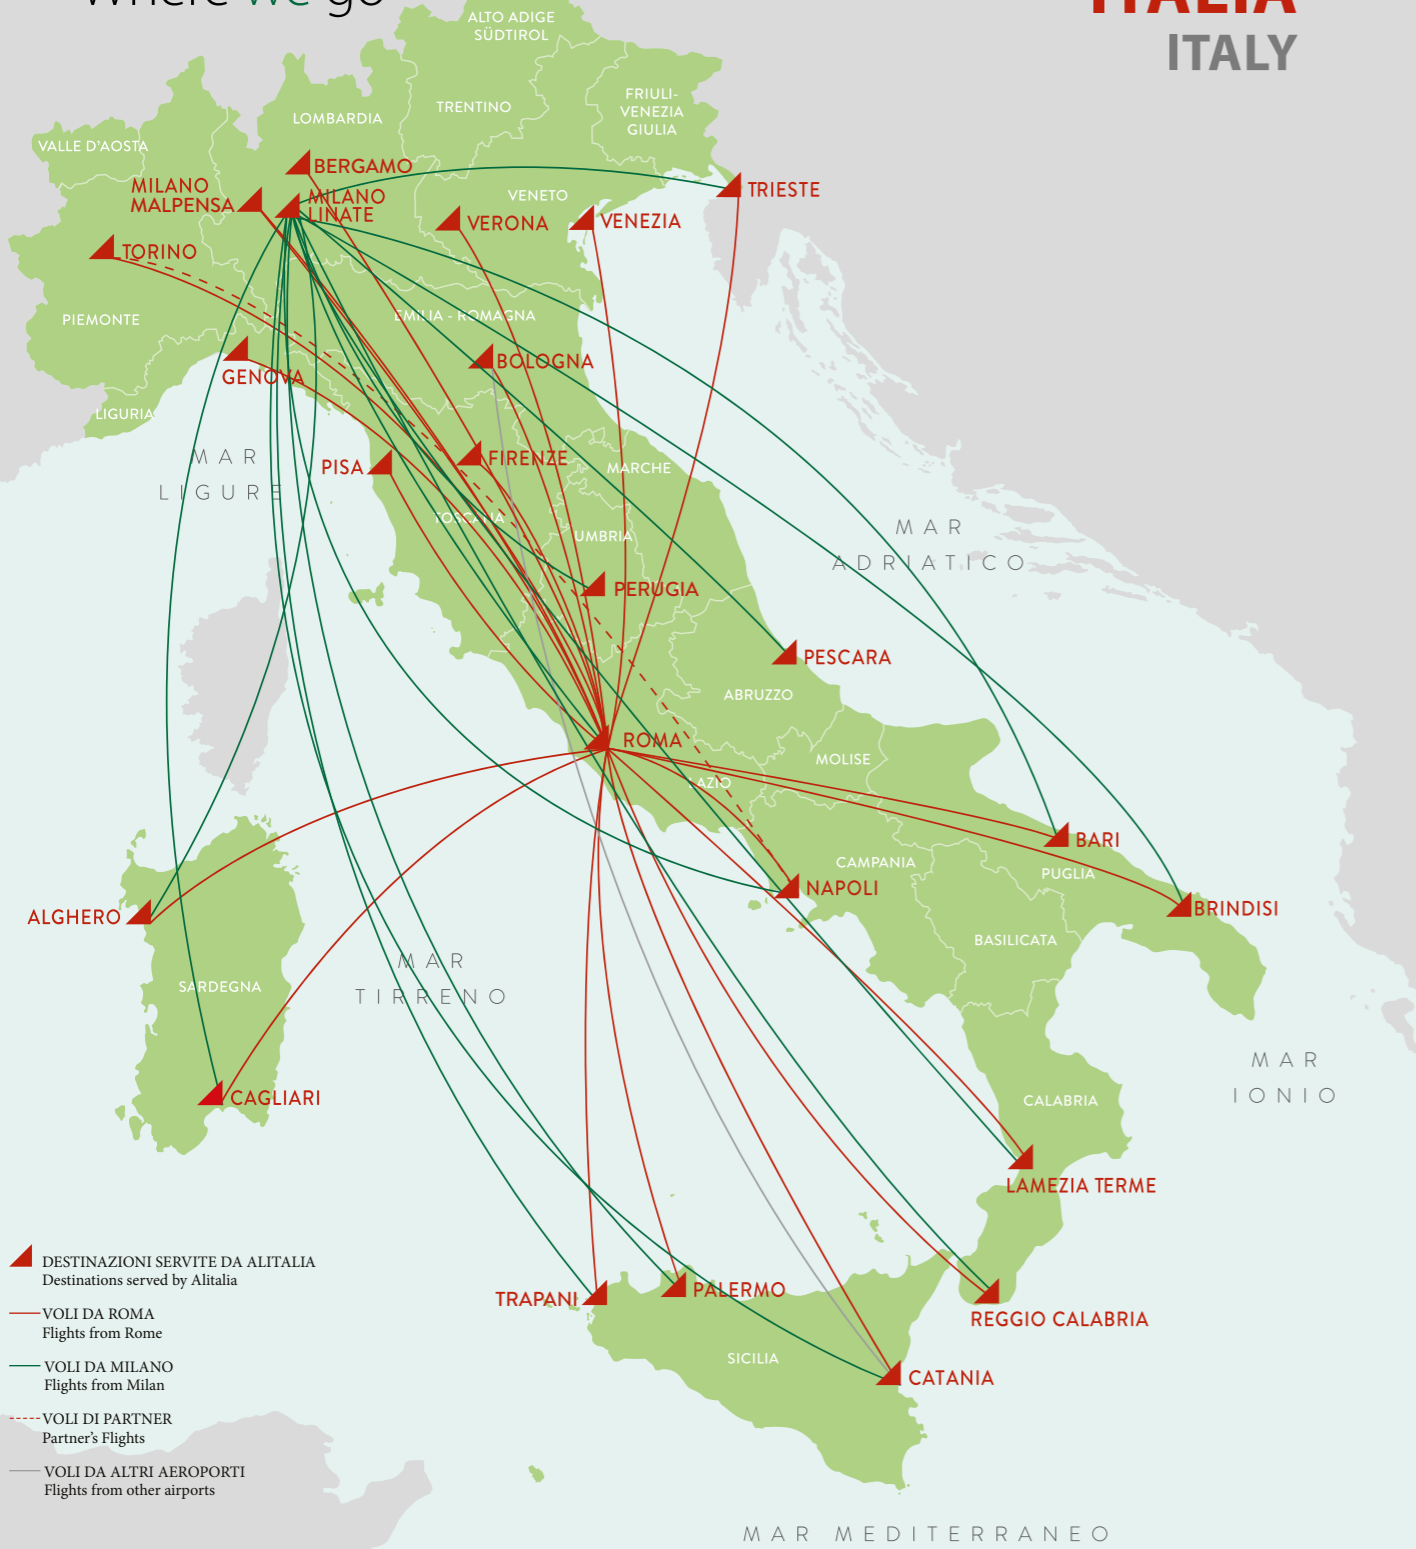 where we go
ITALIA
ITALY
ALTO ADIGE
SÜDTIROL
TRENTINO
FRIULI-
VENEZIA
GIULIA
LOMBARDIA
VALLE D'AOSTA
BERGAMO
MILANO
MALPENSA
MILANO
LINATE
VENETO
TRIESTE
VERONA
VENEZIA
TORINO
PIEMONTE
EMILIA - ROMAGNA
BOLOGNA
GENOVA
LIGURIA
MAR
LIGURE
PISA
FIRENZE
MARCHE
TOSCANA
UMBRIA
MAR
ADRIATICO
PERUGIA
PESCARA
ABRUZZO
ROMA
MOLISE
LAZIO
BARI
CAMPANIA
PUGLIA
NAPOLI
BRINDISI
ALGHERO
BASILICATA
MAR
TIRRENO
SARDEGNA
MAR
IONIO
CAGLIARI
CALABRIA
LAMEZIA TERME
TRAPANI
PALERMO
REGGIO CALABRIA
SICILIA
CATANIA
DESTINAZIONI SERVITE DA ALITALIA
Destinations served by Alitalia
VOLI DA ROMA
Flights from Rome
VOLI DA MILANO
Flights from Milan
VOLI DI PARTNER
Partner's Flights
VOLI DA ALTRI AEROPORTI
Flights from other airports
MAR MEDITERRANEO